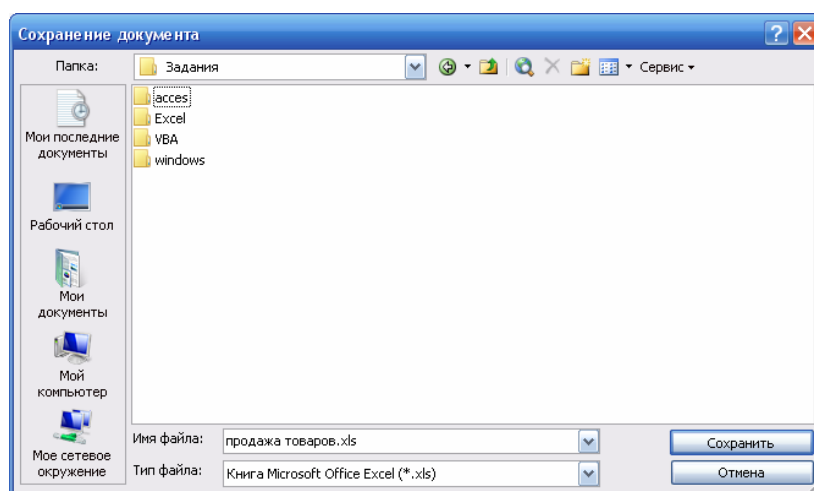 Сохранение документа
Папка:
Задания
Сервис
acces
Excel
VBA
windows
Мои последние
документы
Рабочий стол
Мои
документы
Мой
компьютер
Мое сетевое
окружение
Имя файла:
продажа товаров.xls
Сохранить
Тип файла:
Книга Microsoft Office Excel (*.xls)
Отмена